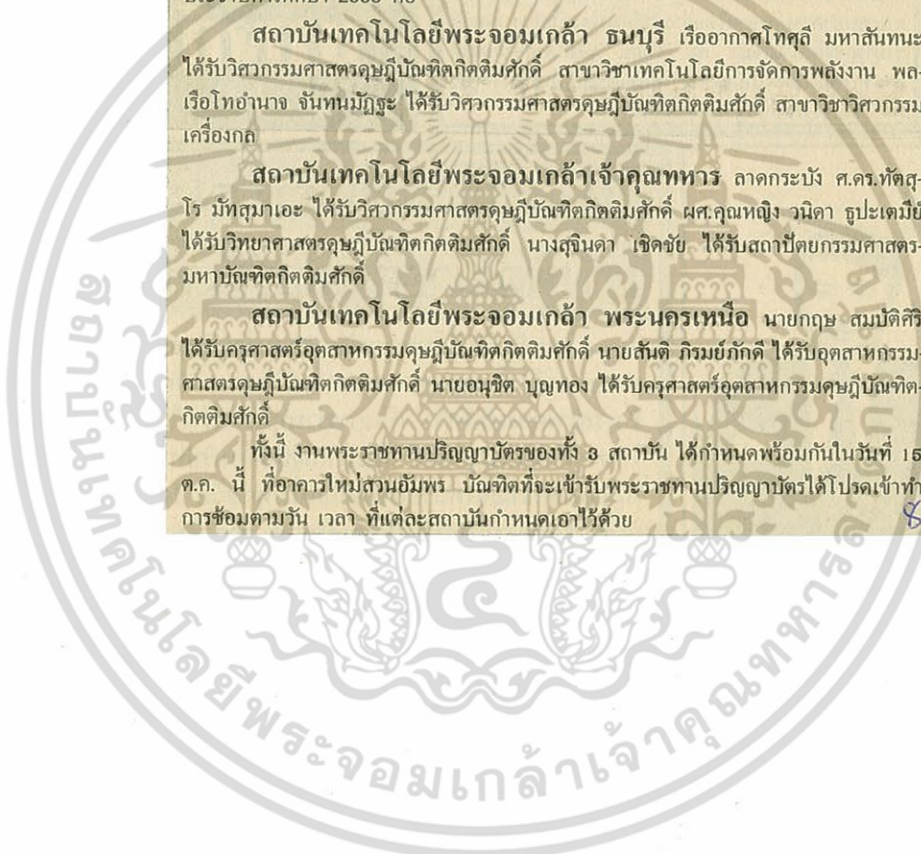 สถาบันเทคโนโลยีพระจอมเกล้า ธนบุรี เรืออากาศโทศุลี มหาสันทนะ
ได้รับวิศวกรรมศาสตรดุษฎีบัณฑิตกิตติมศักดิ์ สาขาวิชาเทคโนโลยีการจัดการพลังงาน พล-
เรือโทอำนาจ จันทนมัฏฐะ ได้รับวิศวกรรมศาสตรดุษฎีบัณฑิตกิตติมศักดิ์ สาขาวิชาวิศวกรรม
เครื่องกล
สถาบันเทคโนโลยีพระจอมเกล้าเจ้าคุณทหาร ลาดกระบัง ศ.ดร.ทัตสุ-
โร มัทสุมาเอะ ได้รับวิศวกรรมศาสตรดุษฎีบัณฑิตกิตติมศักดิ์ ผศ.คุณหญิง วนิดา ธูปะเตมีย์
ได้รับวิทยาศาสตรดุษฎีบัณฑิตกิตติมศักดิ์ นางสุจินดา เชิดชัย ได้รับสถาปัตยกรรมศาสตร-
มหาบัณฑิตกิตติมศักดิ์
สถาบันเทคโนโลยีพระจอมเกล้า พระนครเหนือ นายกฤษ สมบัติศิริ
ได้รับครุศาสตร์อุตสาหกรรมดุษฎีบัณฑิตกิตติมศักดิ์ นายสันติ ภิรมย์ภักดี ได้รับอุตสาหกรรม-
ศาสตรดุษฎีบัณฑิตกิตติมศักดิ์ นายอนุชิต บุญทอง ได้รับครุศาสตร์อุตสาหกรรมดุษฎีบัณฑิต-
กิตติมศักดิ์
ทั้งนี้ งานพระราชทานปริญญาบัตรของทั้ง 3 สถาบัน ได้กำหนดพร้อมกันในวันที่ 15
ต.ค. นี้ ที่อาคารใหม่สวนอัมพร บัณฑิตที่จะเข้ารับพระราชทานปริญญาบัตรได้โปรดเข้าทำ
การซ้อมตามวัน เวลา ที่แต่ละสถาบันกำหนดเอาไว้ด้วย
สถาบันเทคโนโลยีพระจอมเกล้าเจ้าคุณทหารล